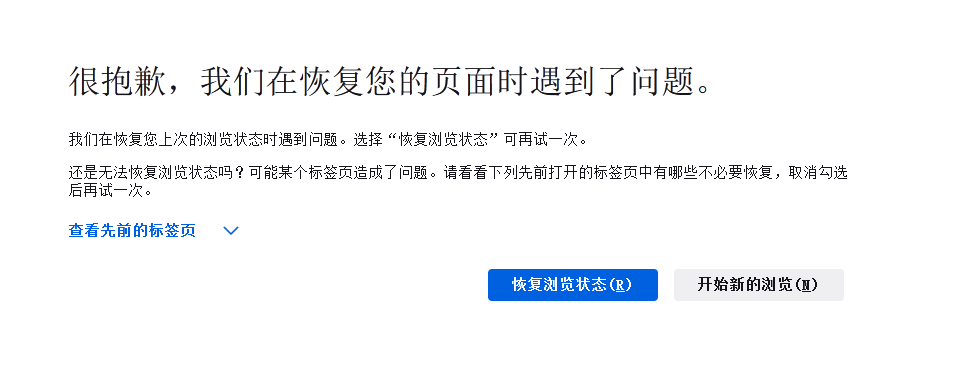 很抱歉，我们在恢复您的页面时遇到了问题。
我们在恢复您上次的浏览状态时遇到问题。选择“恢复浏览状态”可再试一次。
还是无法恢复浏览状态吗？可能某个标签页造成了问题。请看看下列先前打开的标签页中有哪些不必要恢复，取消勾选
后再试一次。
查看先前的标签页
恢复浏览状态(R)
开始新的浏览(N)